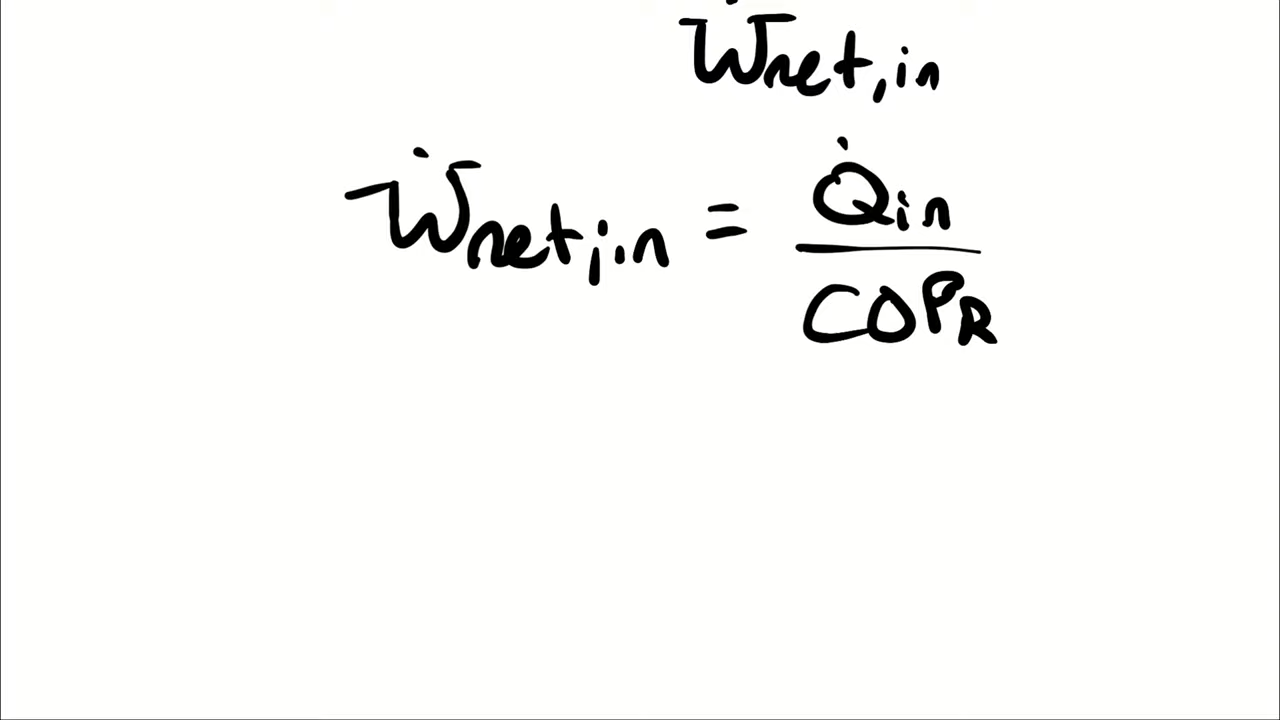 Ẇnet,in
Ẇnet,in = Q̇in
COPR